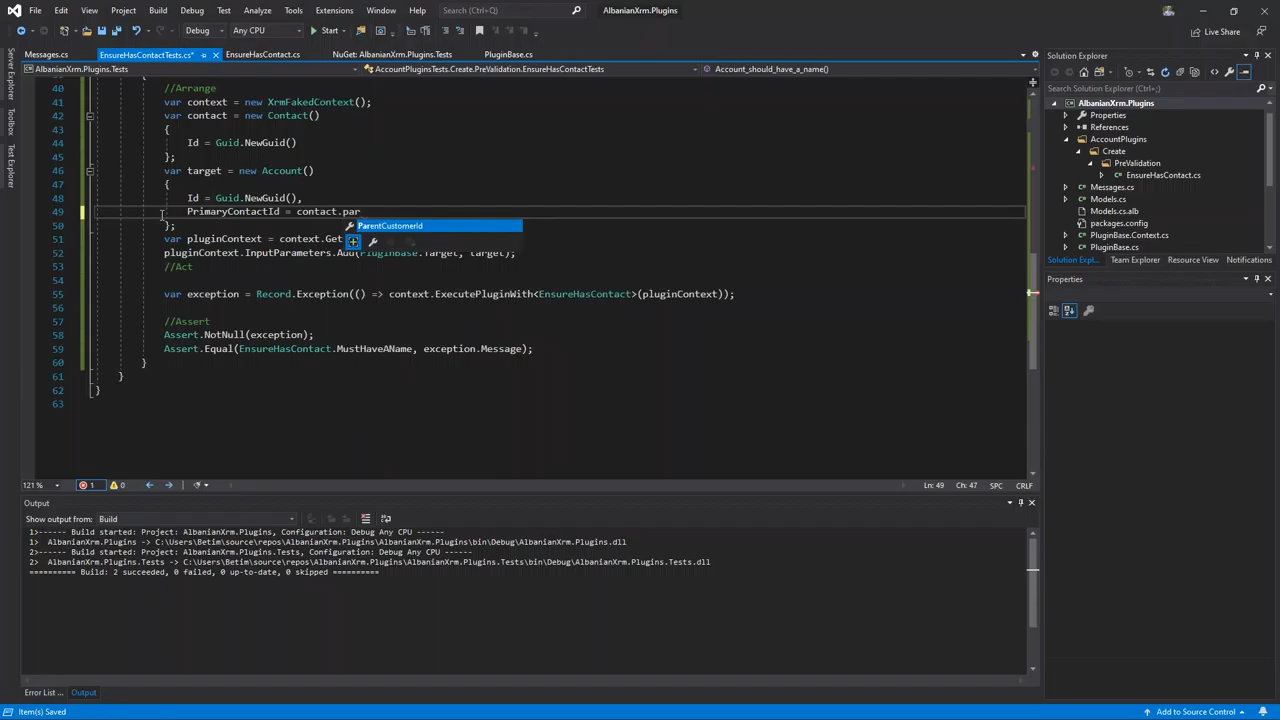 File Edit View Git Project Build Debug Test Analyze Tools Extensions Window Help Search (Ctrl+Q) AlbanianXrm.Plugins
Debug Any CPU Start Live Share
Messages.cs EnsureHasContactTests.cs* EnsureHasContact.cs NuGet: AlbanianXrm.Plugins.Tests PluginBase.cs
AlbanianXrm.Plugins.Tests AccountPluginsTests.Create.PreValidation.EnsureHasContactTests Account_should_have_a_name()
Server Explorer
Toolbox
Test Explorer
40 //Arrange
41 var context = new XrmFakedContext();
42 var contact = new Contact()
43 {
44 Id = Guid.NewGuid()
45 };
46 var target = new Account()
47 {
48 Id = Guid.NewGuid(),
49 PrimaryContactId = contact.par
ParentCustomerId
50 };
51 var pluginContext = context.Get
52 pluginContext.InputParameters.Add(PluginBase.Target, target);
53 //Act
54
55 var exception = Record.Exception(() => context.ExecutePluginWith<EnsureHasContact>(pluginContext));
56
57 //Assert
58 Assert.NotNull(exception);
59 Assert.Equal(EnsureHasContact.MustHaveAName, exception.Message);
60 }
61 }
62 }
63
121 % 1 0 Ln: 49 Ch: 47 SPC CRLF
Output
Show output from: Build
1>------ Build started: Project: AlbanianXrm.Plugins, Configuration: Debug Any CPU ------
1> AlbanianXrm.Plugins -> C:\Users\Betim\source\repos\AlbanianXrm.Plugins\bin\Debug\AlbanianXrm.Plugins.dll
2>------ Build started: Project: AlbanianXrm.Plugins.Tests, Configuration: Debug Any CPU ------
2> AlbanianXrm.Plugins.Tests -> C:\Users\Betim\source\repos\AlbanianXrm.Plugins\AlbanianXrm.Plugins.Tests\bin\Debug\AlbanianXrm.Plugins.Tests.dll
========== Build: 2 succeeded, 0 failed, 0 up-to-date, 0 skipped ==========
Error List ... Output
Item(s) Saved
Solution Explorer
Search Solution Explorer (Ctrl+;)
AlbanianXrm.Plugins
Properties
References
AccountPlugins
Create
PreValidation
EnsureHasContact.cs
Messages.cs
Models.cs
Models.cs.alb
packages.config
PluginBase.Context.cs
PluginBase.cs
Solution Expl... Team Explorer Resource View Notifications
Properties
Add to Source Control